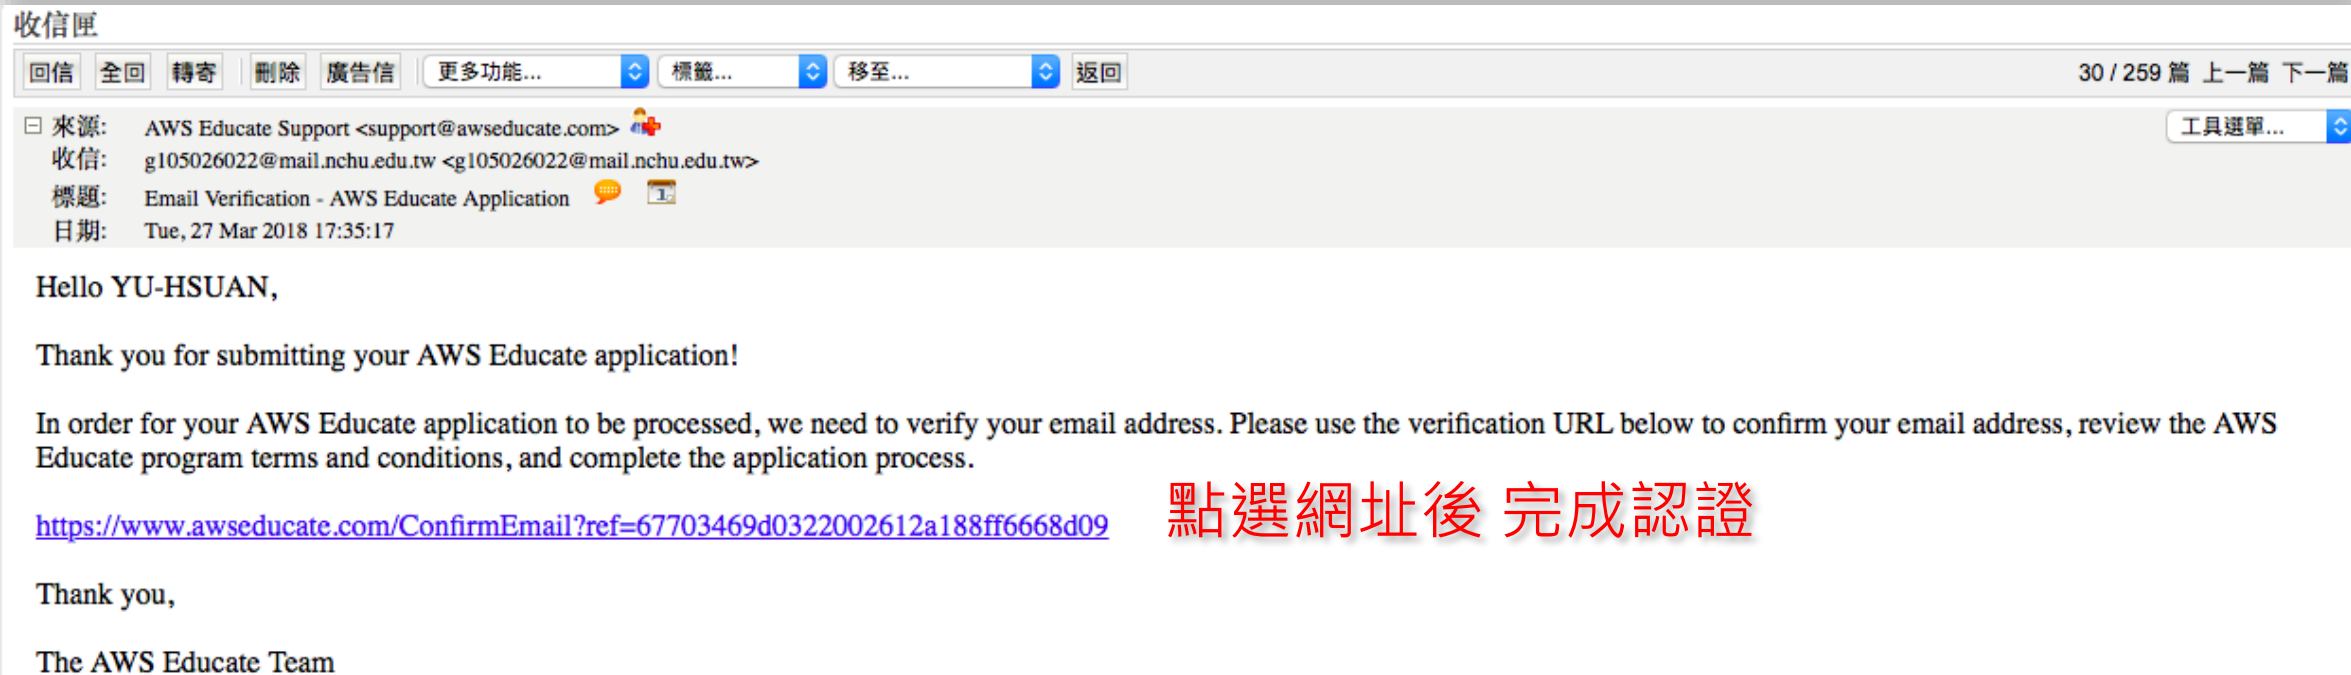 收信匣
回信 全回 轉寄 刪除 廣告信 更多功能... 標籤... 移至... 返回 30 / 259 篇 上一篇 下一篇
來源: AWS Educate Support <support@awseducate.com> 工具選單...
收信: g105026022@mail.nchu.edu.tw <g105026022@mail.nchu.edu.tw>
標題: Email Verification - AWS Educate Application
日期: Tue, 27 Mar 2018 17:35:17
Hello YU-HSUAN,
Thank you for submitting your AWS Educate application!
In order for your AWS Educate application to be processed, we need to verify your email address. Please use the verification URL below to confirm your email address, review the AWS
Educate program terms and conditions, and complete the application process.
https://www.awseducate.com/ConfirmEmail?ref=67703469d0322002612a188ff6668d09 點選網址後 完成認證
Thank you,
The AWS Educate Team